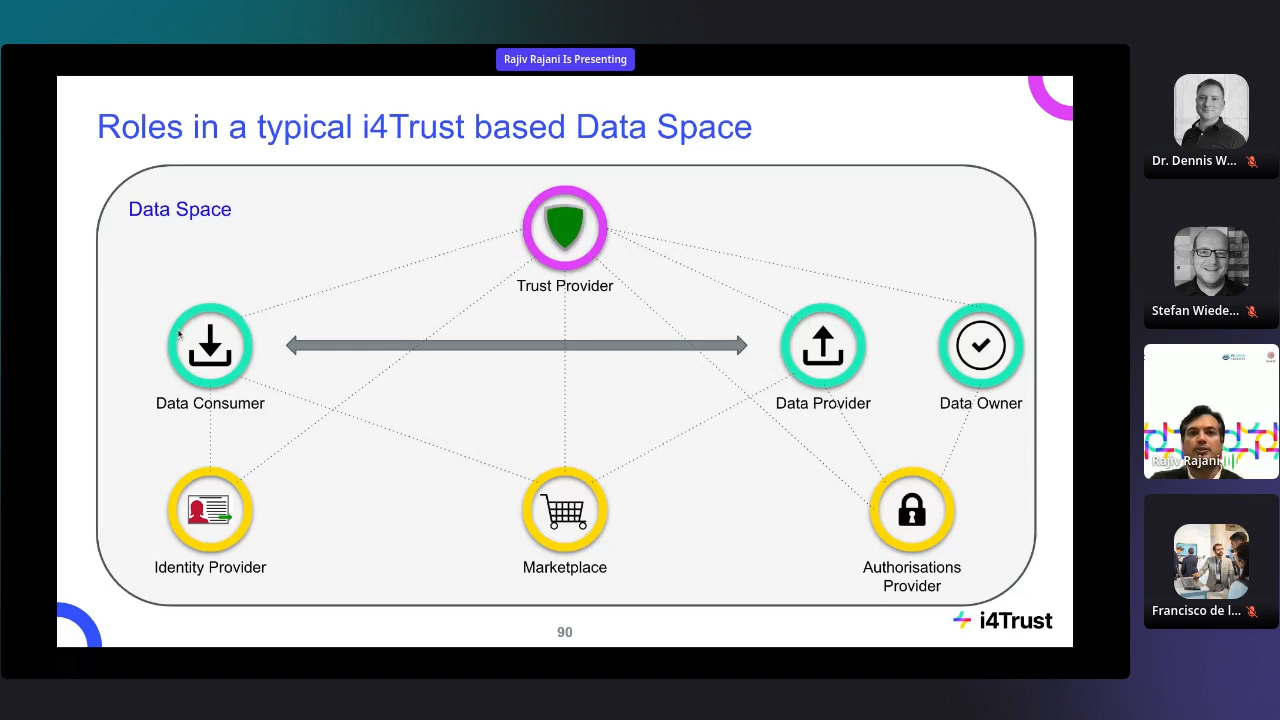 Rajiv Rajani Is Presenting
Roles in a typical i4Trust based Data Space
Data Space
Trust Provider
Data Consumer
Data Provider
Data Owner
Identity Provider
Marketplace
Authorisations
Provider
i4Trust
90
Dr. Dennis W...
Stefan Wiede...
Rajiv Rajani
Francisco de l...